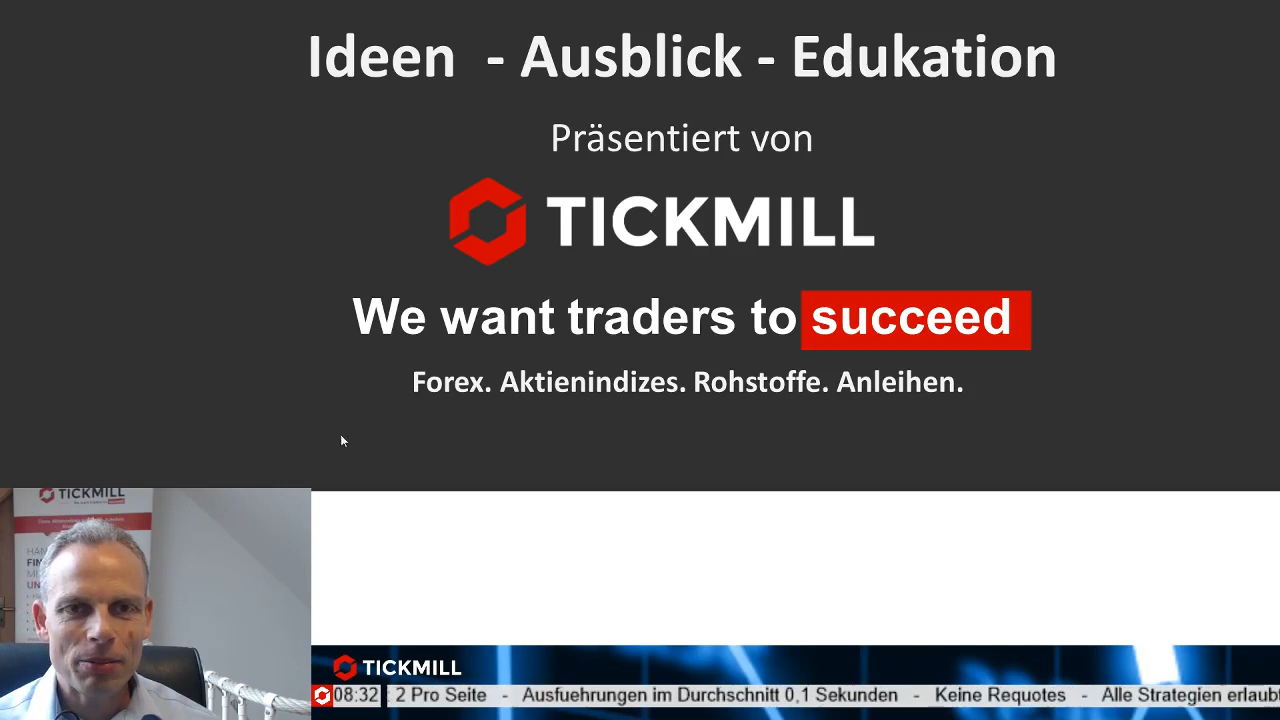 Ideen - Ausblick - Edukation
Präsentiert von
TICKMILL
We want traders to succeed
Forex. Aktienindizes. Rohstoffe. Anleihen.
TICKMILL
TICKMILL
08:32 : 2 Pro Seite - Ausfuehrungen im Durchschnitt 0,1 Sekunden - Keine Requotes - Alle Strategien erlaubt